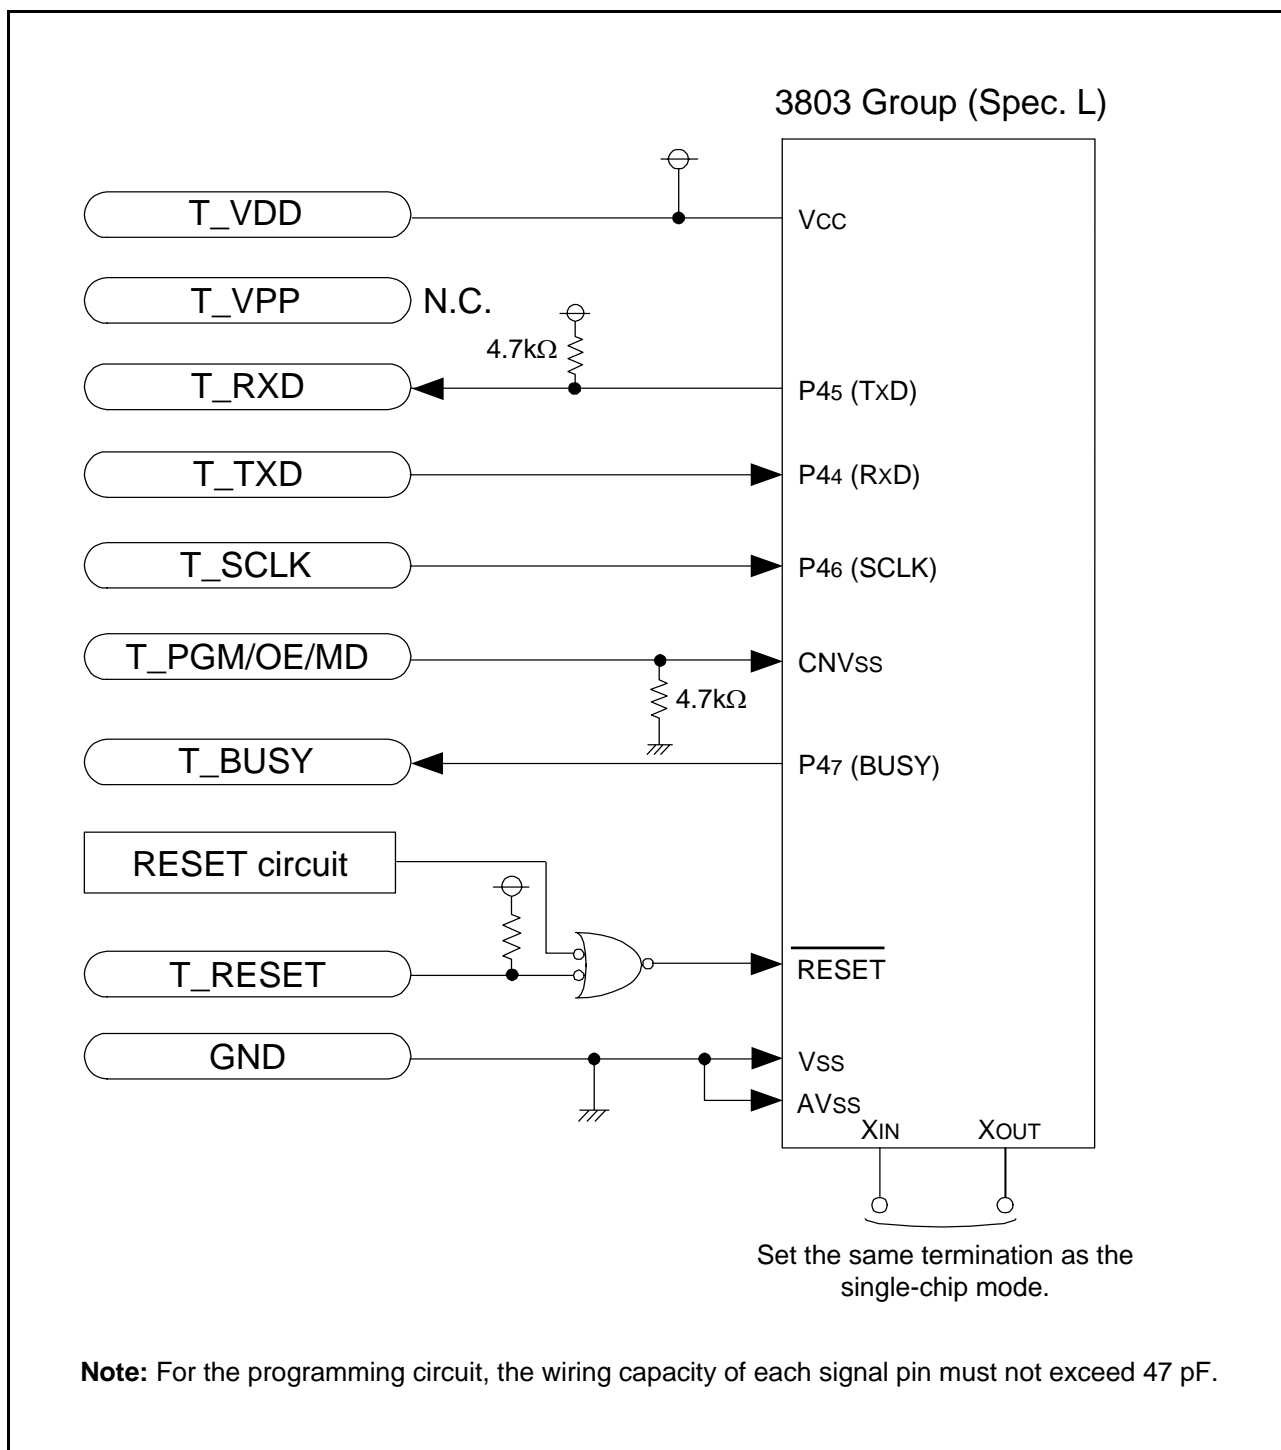 3803 Group (Spec. L)
T_VDD
VCC
T_VPP
N.C.
4.7kΩ
T_RXD
P45 (TXD)
T_TXD
P44 (RXD)
T_SCLK
P46 (SCLK)
T_PGM/OE/MD
CNVSS
4.7kΩ
T_BUSY
P47 (BUSY)
RESET circuit
T_RESET
RESET
GND
VSS
AVSS
XIN
XOUT
Set the same termination as the
single-chip mode.
Note: For the programming circuit, the wiring capacity of each signal pin must not exceed 47 pF.